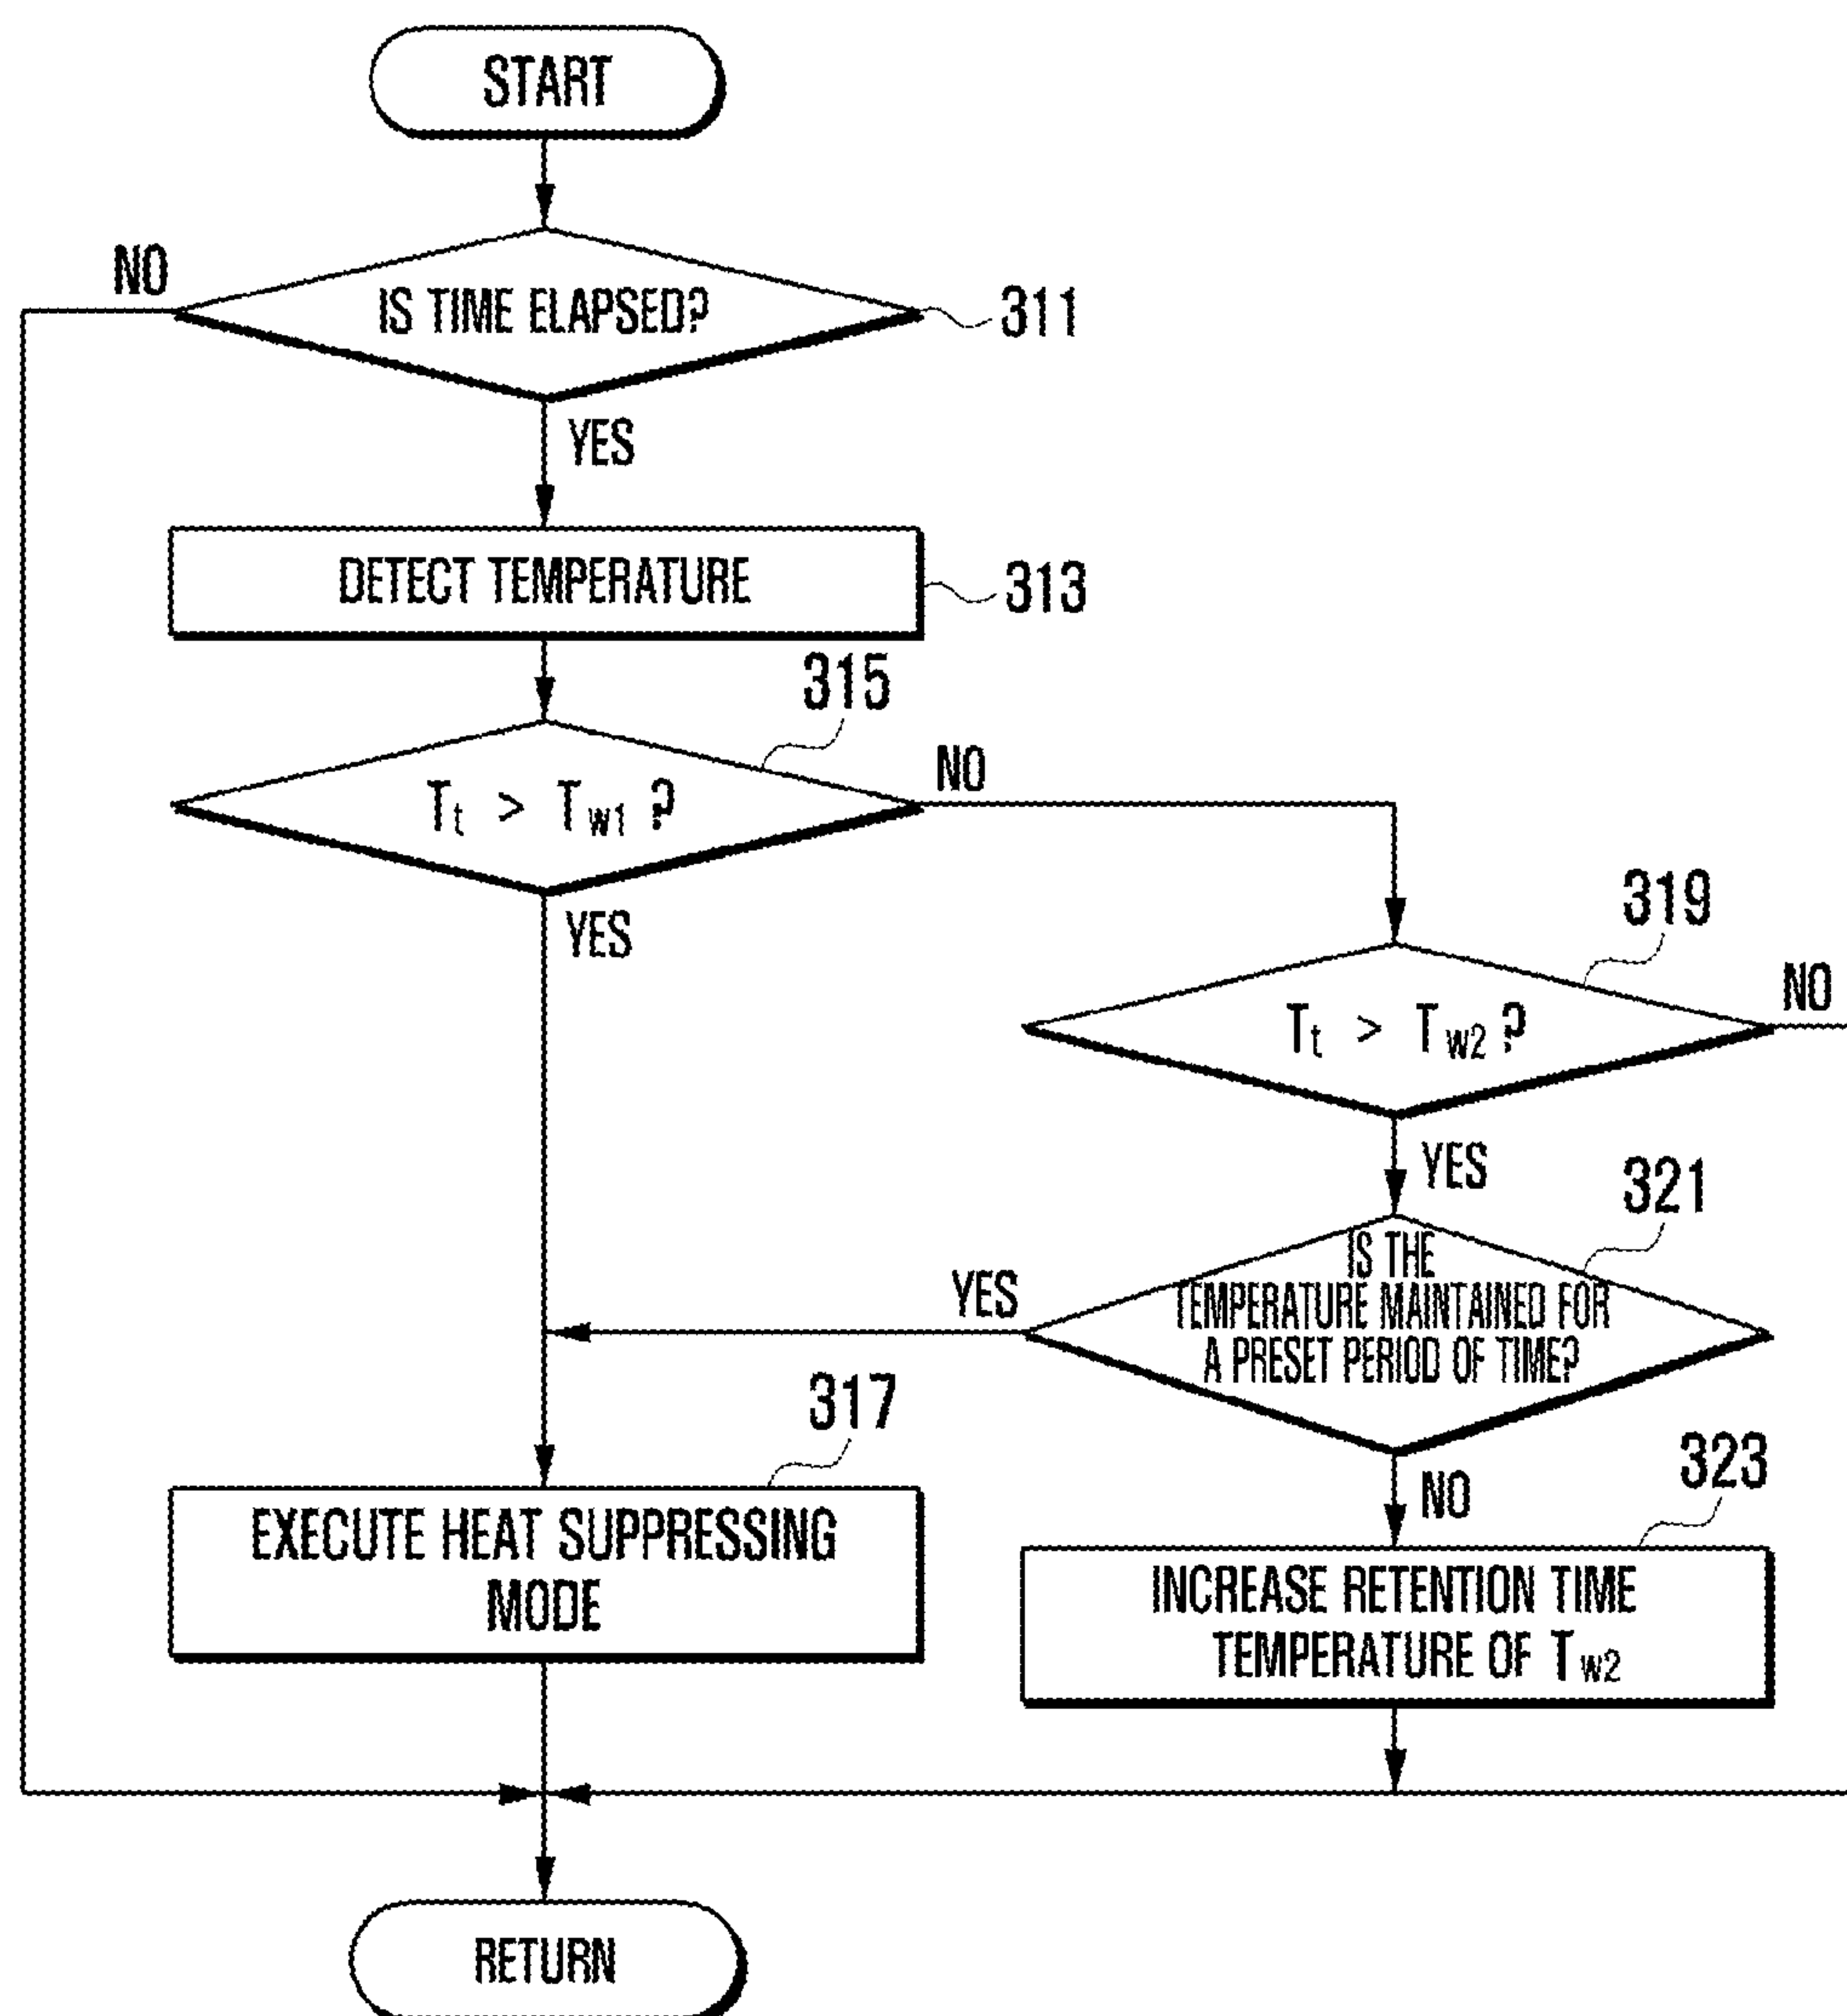 START
NO
IS TIME ELAPSED?
311
YES
DETECT TEMPERATURE
313
315
Tt > Tw1 ?
NO
YES
319
Tt > Tw2 ?
NO
YES
321
IS THE
TEMPERATURE MAINTAINED FOR
A PRESET PERIOD OF TIME?
YES
317
EXECUTE HEAT SUPPRESSING
MODE
NO
323
INCREASE RETENTION TIME
TEMPERATURE OF Tw2
RETURN